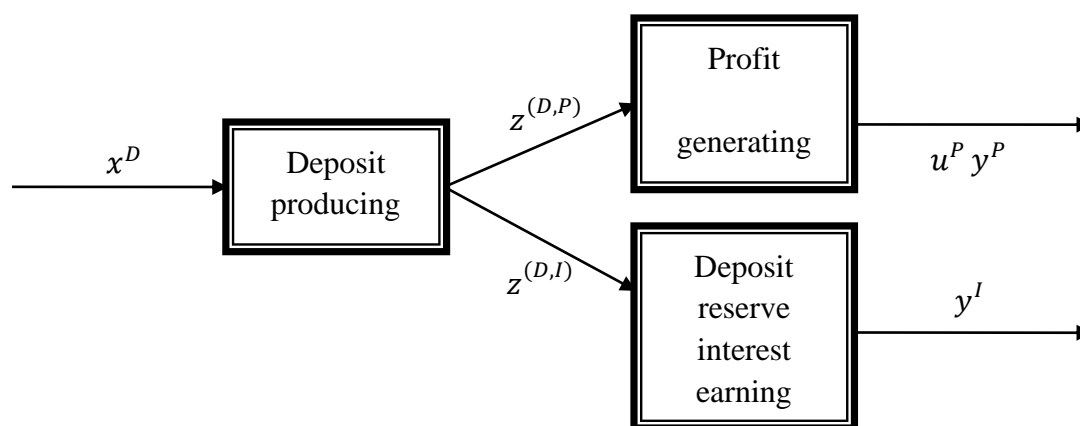 x^D
Deposit
producing
z^(D,P)
z^(D,I)
Profit
generating
u^P y^P
Deposit
reserve
interest
earning
y^I